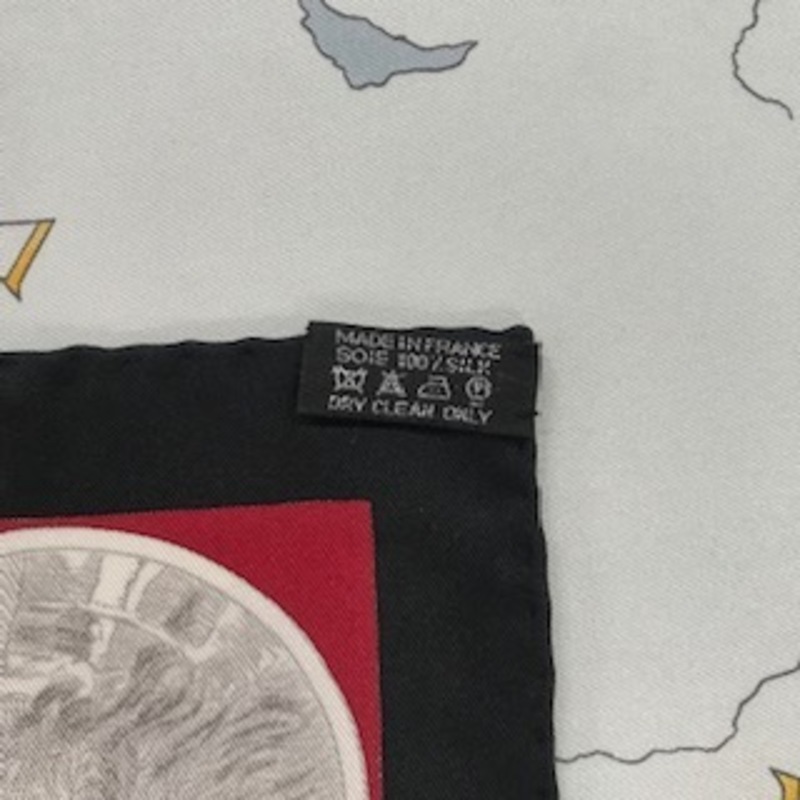 MADE IN FRANCE
SOIE 100% SILK
DRY CLEAN ONLY